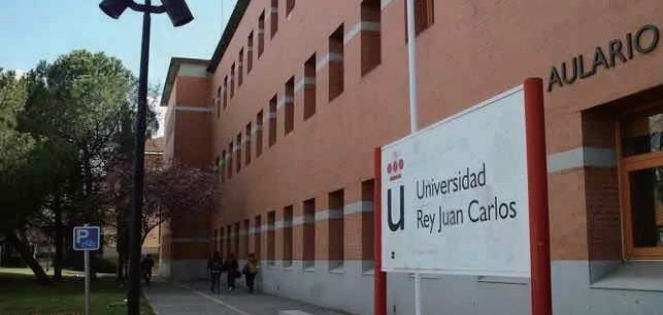 AULARIO
ü
Universidad
Rey Juan Carlos
P